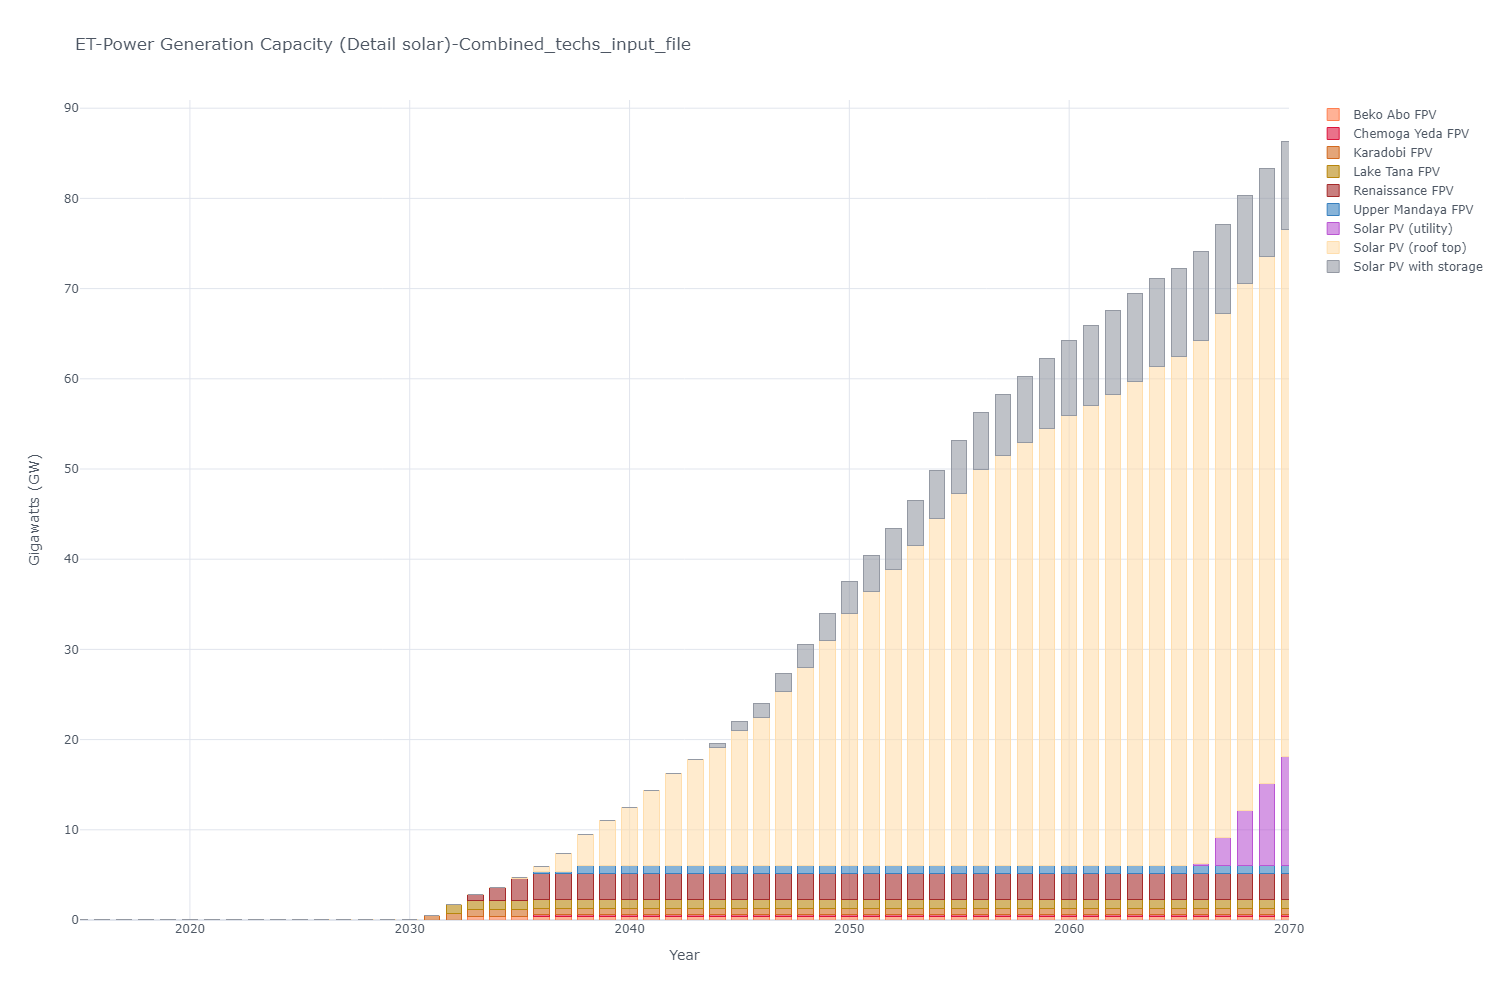 ET-Power Generation Capacity (Detail solar)-Combined_techs_input_file
90
80
70
60
50
40
30
20
10
0
Gigawatts (GW)
2020
2030
2040
2050
2060
2070
Year
Beko Abo FPV
Chemoga Yeda FPV
Karadobi FPV
Lake Tana FPV
Renaissance FPV
Upper Mandaya FPV
Solar PV (utility)
Solar PV (roof top)
Solar PV with storage